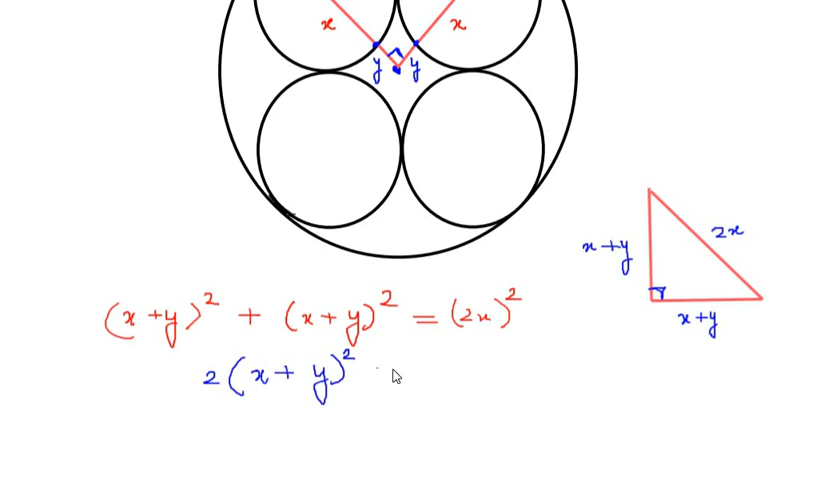 x x
y y
2x
x+y
x+y
(x+y)² + (x+y)² = (2x)²
2(x+y)²